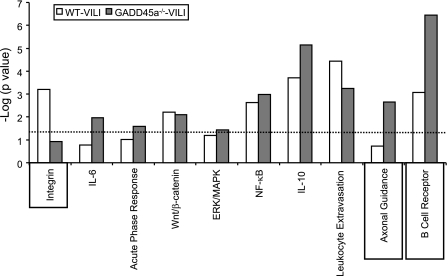 -Log (p value)
-7
-6
-5
-4
-3
-2
-1
0
WT-VILI
GADD45a-/--VILI
Integrin
IL-6
Acute Phase Response
Wnt/β-catenin
ERK/MAPK
NF-κB
IL-10
Leukocyte Extravasation
Axonal Guidance
B Cell Receptor